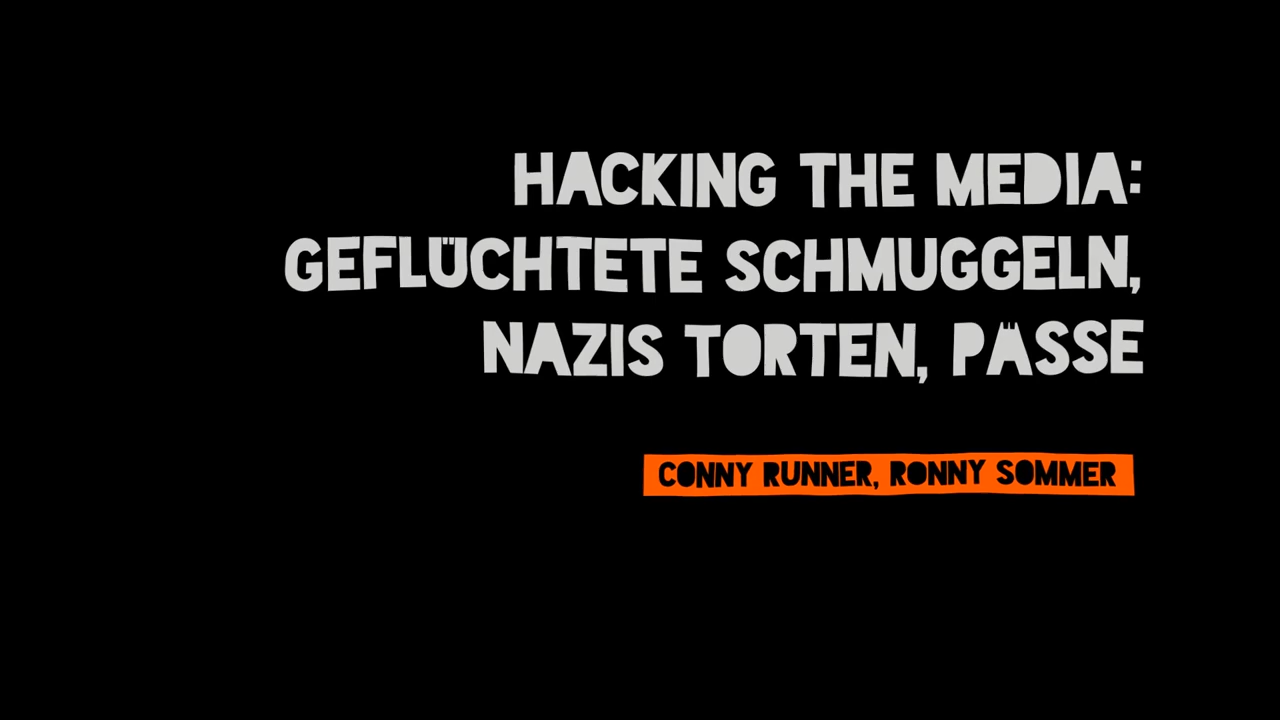 HACKING THE MEDIA:
GEFLÜCHTETE SCHMUGGELN,
NAZIS TORTEN, PÄSSE
CONNY RUNNER, RONNY SOMMER